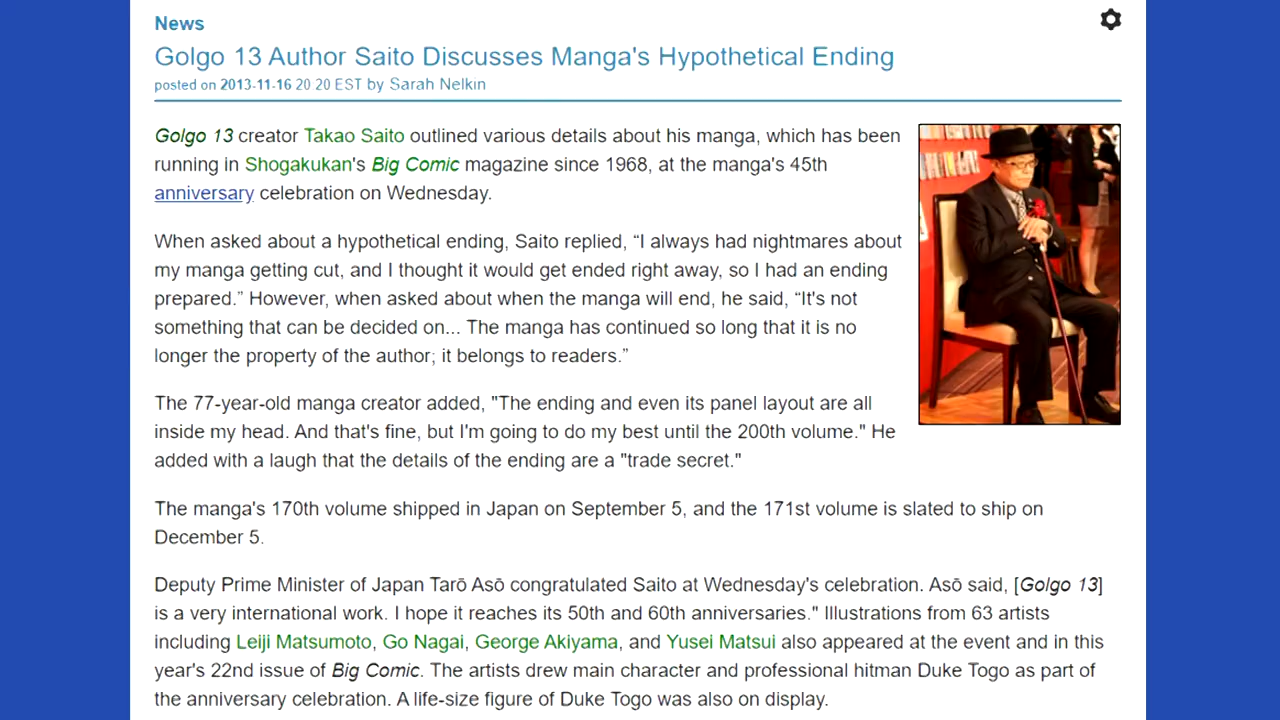 News
Golgo 13 Author Saito Discusses Manga's Hypothetical Ending
posted on 2013-11-16 20 20 EST by Sarah Nelkin
Golgo 13 creator Takao Saito outlined various details about his manga, which has been
running in Shogakukan's Big Comic magazine since 1968, at the manga's 45th
anniversary celebration on Wednesday.
When asked about a hypothetical ending, Saito replied, “I always had nightmares about
my manga getting cut, and I thought it would get ended right away, so I had an ending
prepared.” However, when asked about when the manga will end, he said, “It's not
something that can be decided on... The manga has continued so long that it is no
longer the property of the author; it belongs to readers.”
The 77-year-old manga creator added, "The ending and even its panel layout are all
inside my head. And that's fine, but I'm going to do my best until the 200th volume." He
added with a laugh that the details of the ending are a "trade secret."
The manga's 170th volume shipped in Japan on September 5, and the 171st volume is slated to ship on
December 5.
Deputy Prime Minister of Japan Tarō Asō congratulated Saito at Wednesday's celebration. Asō said, [Golgo 13]
is a very international work. I hope it reaches its 50th and 60th anniversaries." Illustrations from 63 artists
including Leiji Matsumoto, Go Nagai, George Akiyama, and Yusei Matsui also appeared at the event and in this
year's 22nd issue of Big Comic. The artists drew main character and professional hitman Duke Togo as part of
the anniversary celebration. A life-size figure of Duke Togo was also on display.